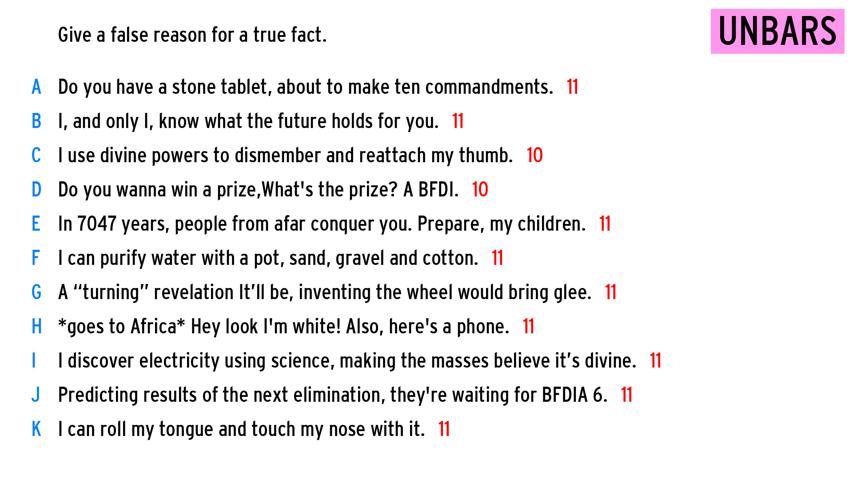 Give a false reason for a true fact.
UNBARS
A Do you have a stone tablet, about to make ten commandments. 11
B I, and only I, know what the future holds for you. 11
C I use divine powers to dismember and reattach my thumb. 10
D Do you wanna win a prize,What's the prize? A BFDI. 10
E In 7047 years, people from afar conquer you. Prepare, my children. 11
F I can purify water with a pot, sand, gravel and cotton. 11
G A “turning” revelation It’ll be, inventing the wheel would bring glee. 11
H *goes to Africa* Hey look I'm white! Also, here's a phone. 11
I I discover electricity using science, making the masses believe it’s divine. 11
J Predicting results of the next elimination, they're waiting for BFDIA 6. 11
K I can roll my tongue and touch my nose with it. 11